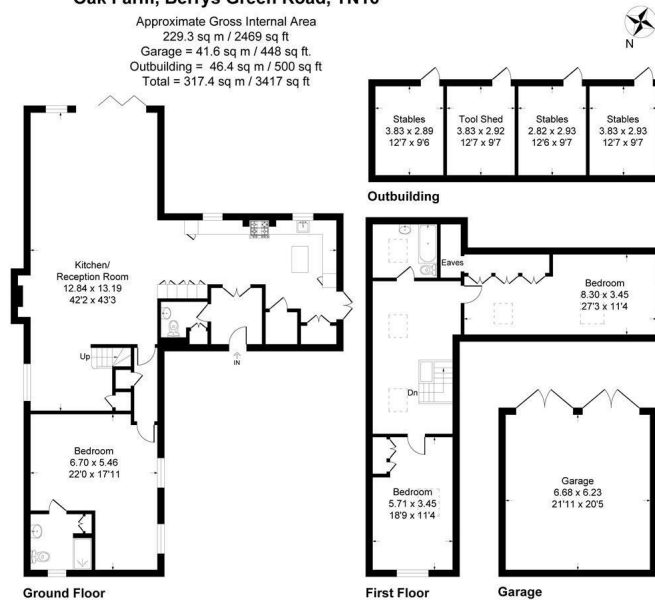 Oak Farm, Berrys Green Road, TN16
Approximate Gross Internal Area
229.3 sq m / 2469 sq ft
Garage = 41.6 sq m / 448 sq ft.
Outbuilding = 46.4 sq m / 500 sq ft
Total = 317.4 sq m / 3417 sq ft
N
Stables
3.83 x 2.89
12'7 x 9'6
Tool Shed
3.83 x 2.92
12'7 x 9'7
Stables
2.82 x 2.93
12'6 x 9'7
Stables
3.83 x 2.93
12'7 x 9'7
Outbuilding
Kitchen/
Reception Room
12.84 x 13.19
42'2 x 43'3
Up
IN
Bedroom
6.70 x 5.46
22'0 x 17'11
Ground Floor
Eaves
Bedroom
8.30 x 3.45
27'3 x 11'4
Dn
Bedroom
5.71 x 3.45
18'9 x 11'4
First Floor
Garage
6.68 x 6.23
21'11 x 20'5
Garage